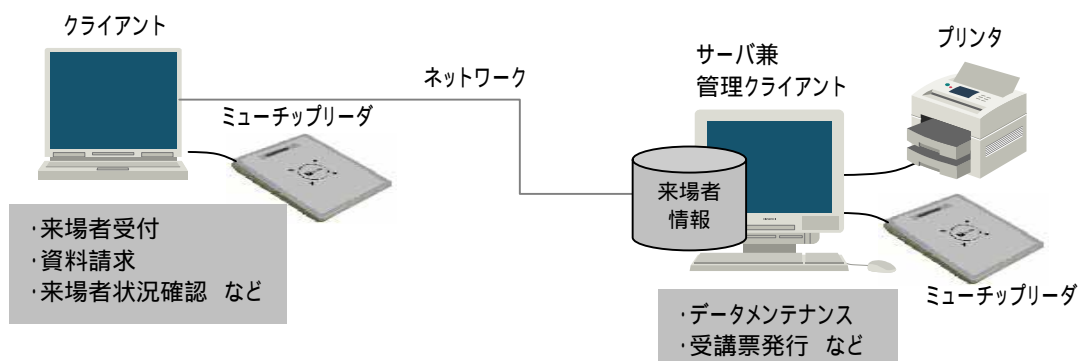 クライアント
ミューチップリーダ
・来場者受付
・資料請求
・来場者状況確認 など
ネットワーク
サーバ兼
管理クライアント
プリンタ
来場者
情報
ミューチップリーダ
・データメンテナンス
・受講票発行 など